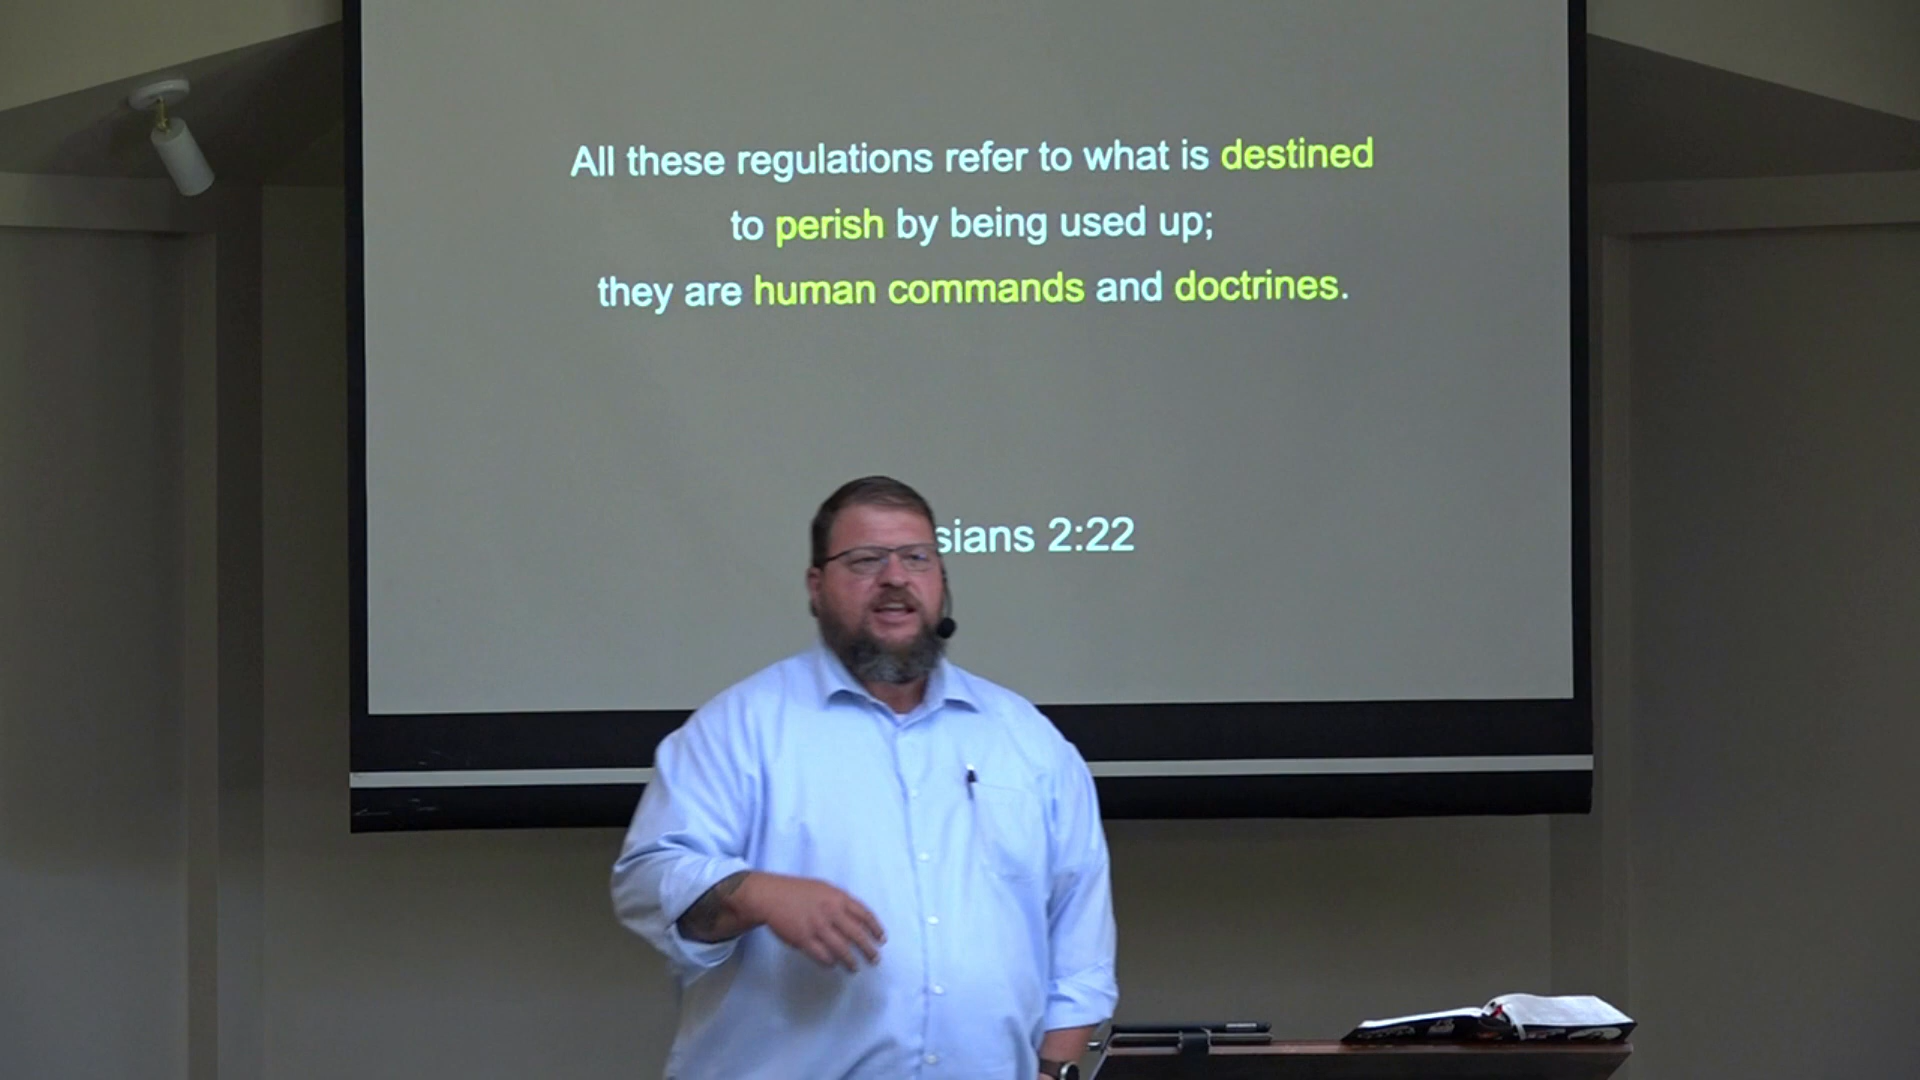 All these regulations refer to what is destined
to perish by being used up;
they are human commands and doctrines.
sians 2:22